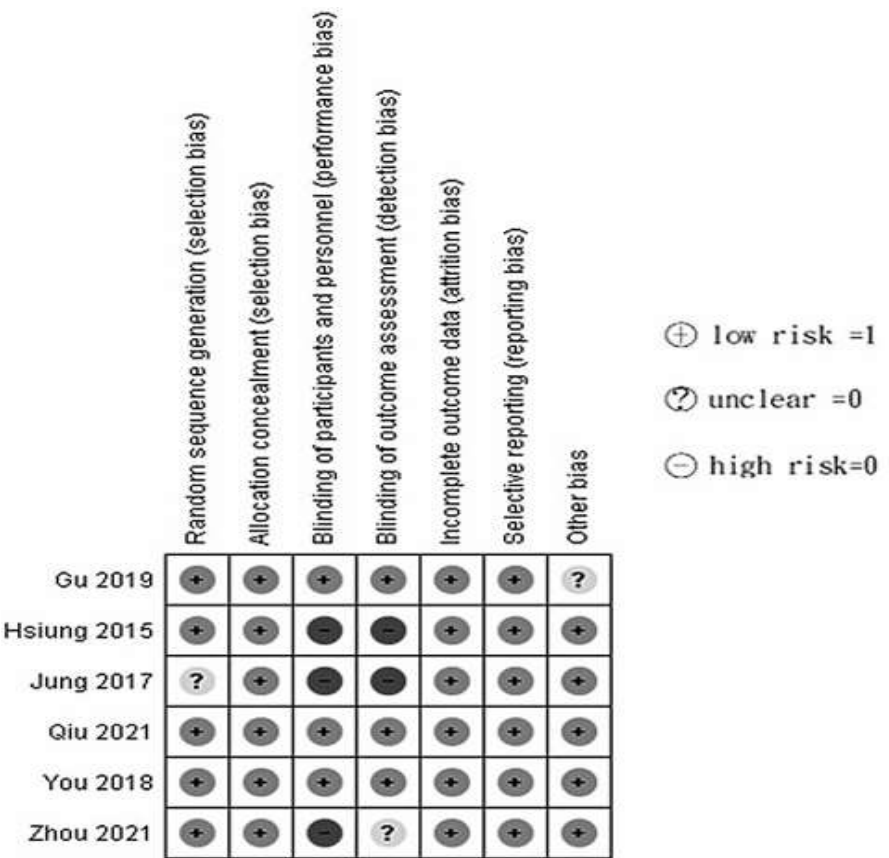 Random sequence generation (selection bias)
Allocation concealment (selection bias)
Blinding of participants and personnel (performance bias)
Blinding of outcome assessment (detection bias)
Incomplete outcome data (attrition bias)
Selective reporting (reporting bias)
Other bias
+ low risk =1
? unclear =0
- high risk=0
Gu 2019 + + + + + + ?
Hsiung 2015 + + - - + + +
Jung 2017 ? + - - + + +
Qiu 2021 + + + + + + +
You 2018 + + + + + + +
Zhou 2021 + + - ? + + +